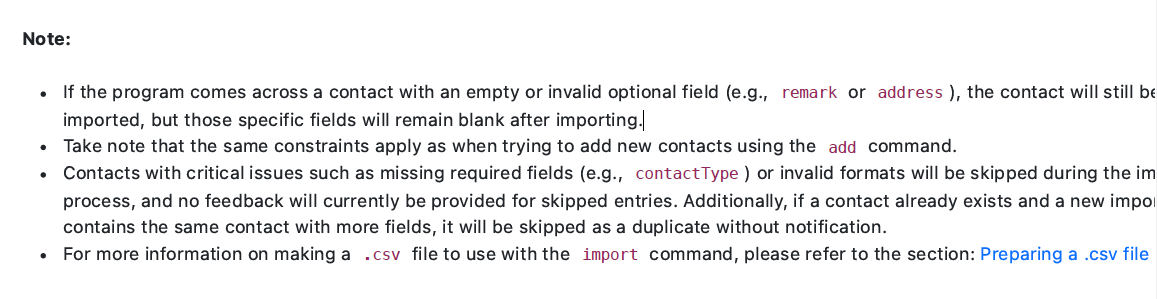 Note:
• If the program comes across a contact with an empty or invalid optional field (e.g., remark or address), the contact will still be
imported, but those specific fields will remain blank after importing.
• Take note that the same constraints apply as when trying to add new contacts using the add command.
• Contacts with critical issues such as missing required fields (e.g., contactType) or invalid formats will be skipped during the im
process, and no feedback will currently be provided for skipped entries. Additionally, if a contact already exists and a new impor
contains the same contact with more fields, it will be skipped as a duplicate without notification.
• For more information on making a .csv file to use with the import command, please refer to the section: Preparing a .csv file